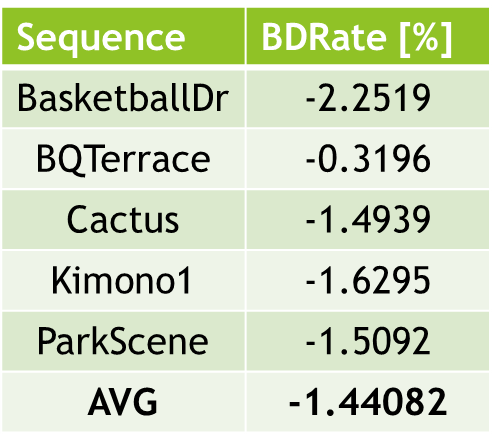 Sequence BDRate [%]
BasketballDr -2.2519
BQTerrace -0.3196
Cactus -1.4939
Kimono1 -1.6295
ParkScene -1.5092
AVG -1.44082